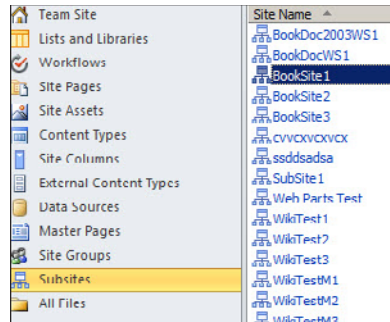 Team Site
Lists and Libraries
Workflows
Site Pages
Site Assets
Content Types
Site Columns
External Content Types
Data Sources
Master Pages
Site Groups
Subsites
All Files
Site Name
BookDoc2003WS1
BookDocWS1
BookSite1
BookSite2
BookSite3
cvvcxvcxvcx
ssddsadsa
SubSite1
Web Parts Test
WikiTest1
WikiTest2
WikiTest3
WikiTestM1
WikiTestM2
WikiTestM3